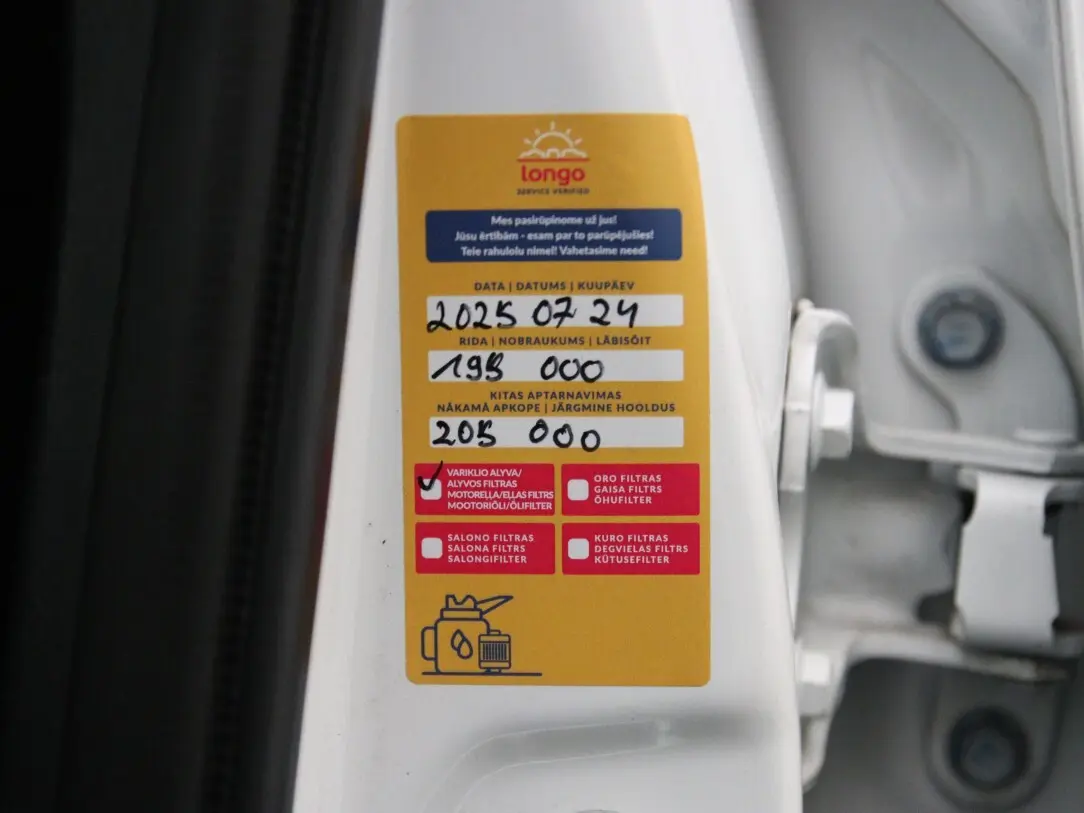 longo
SERVICE VERIFIED
Mes pasirūpinome už jus!
Jūsu ērtībām - esam par to parūpējušies!
Teie rahulolu nimel! Vahetasime need!
DATA | DATUMS | KUUPÄEV
2025 07 24
RIDA | NOBRAUKUMS | LÄBISÕIT
195 000
KITAS APTARNAVIMAS
NĀKAMĀ APKOPE | JÄRGMINE HOOLDUS
205 000
VARIKLIO ALYVA/
ALYVOS FILTRAS
MOTOREĻĻA/EĻĻAS FILTRS
MOOTORIÕLI/ÕLIFILTER
ORO FILTRAS
GAISA FILTRS
ÕHUFILTER
SALONO FILTRAS
SALONA FILTRS
SALONGIFILTER
KURO FILTRAS
DEGVIELAS FILTRS
KÜTUSEFILTER